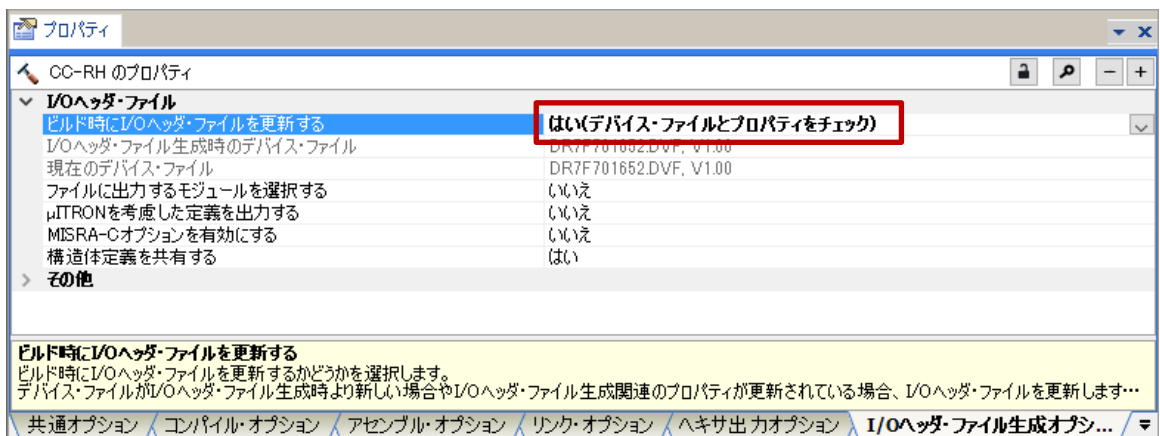 プロパティ
CC-RH のプロパティ
I/Oヘッダ・ファイル
ビルド時にI/Oヘッダ・ファイルを更新する はい(デバイス・ファイルとプロパティをチェック)
I/Oヘッダ・ファイル生成時のデバイス・ファイル DR7F701652.DVF, V1.00
現在のデバイス・ファイル DR7F701652.DVF, V1.00
ファイルに出力するモジュールを選択する いいえ
μITRONを考慮した定義を出力する いいえ
MISRA-Cオプションを有効にする いいえ
構造体定義を共有する はい
その他
ビルド時にI/Oヘッダ・ファイルを更新する
ビルド時にI/Oヘッダ・ファイルを更新するかどうかを選択します。
デバイス・ファイルがI/Oヘッダ・ファイル生成時より新しい場合やI/Oヘッダ・ファイル生成関連のプロパティが更新されている場合、I/Oヘッダ・ファイルを更新します…
共通オプション コンパイル・オプション アセンブル・オプション リンク・オプション ヘキサ出力オプション I/Oヘッダ・ファイル生成オプシ...